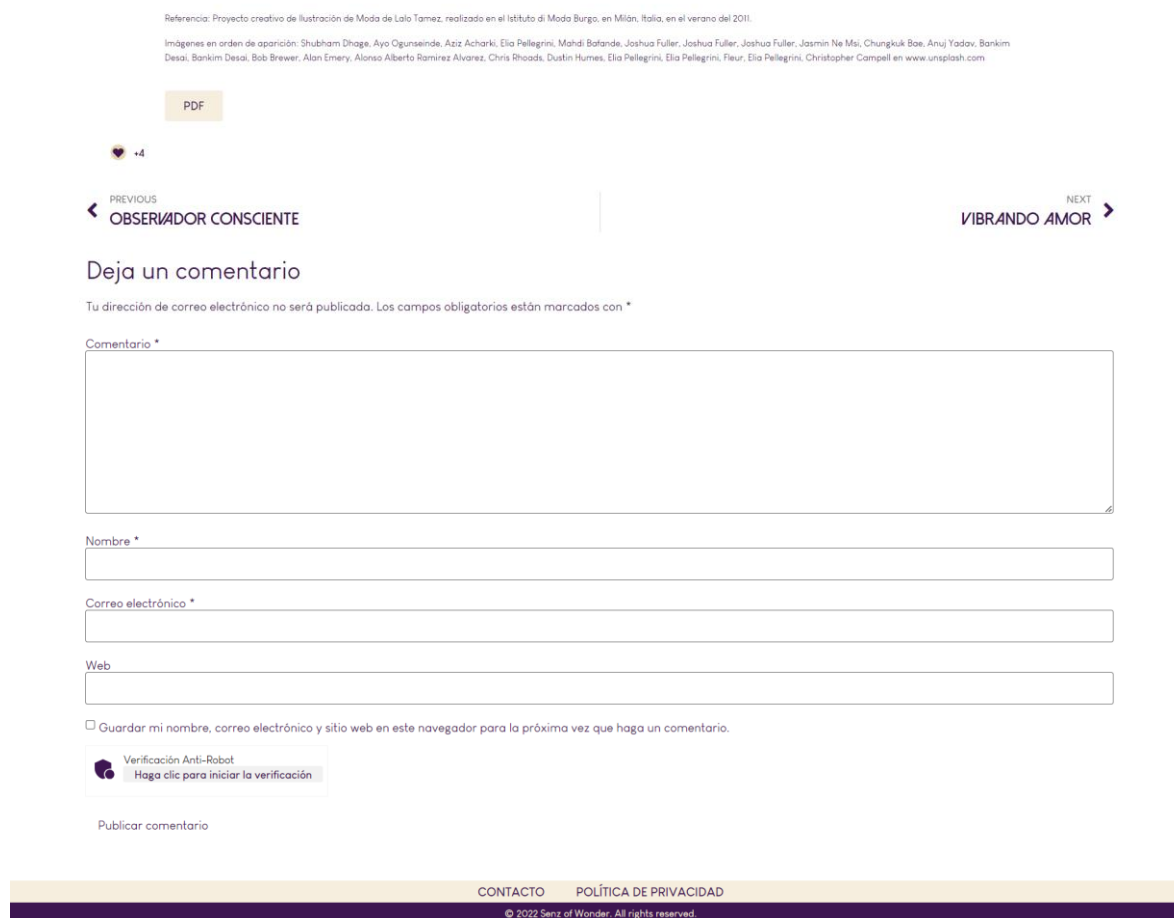 Referencia: Proyecto creativo de Ilustración de Moda de Lalo Tamez, realizado en el Istituto di Moda Burgo, en Milán, Italia, en el verano del 2011.
Imágenes en orden de aparición: Shubham Dhage, Ayo Ogunseinde, Aziz Acharki, Elia Pellegrini, Mahdi Bafande, Joshua Fuller, Joshua Fuller, Joshua Fuller, Jasmin Ne Msi, Chungkuk Bae, Anuj Yadav, Bankim
Desai, Bankim Desai, Bob Brewer, Alan Emery, Alonso Alberto Ramirez Alvarez, Chris Rhoads, Dustin Humes, Elia Pellegrini, Elia Pellegrini, Fleur, Elia Pellegrini, Christopher Campell en www.unsplash.com
PDF
+4
PREVIOUS
OBSERVADOR CONSCIENTE
NEXT
VIBRANDO AMOR
Deja un comentario
Tu dirección de correo electrónico no será publicada. Los campos obligatorios están marcados con *
Comentario *
Nombre *
Correo electrónico *
Web
Guardar mi nombre, correo electrónico y sitio web en este navegador para la próxima vez que haga un comentario.
Verificación Anti-Robot
Haga clic para iniciar la verificación
Publicar comentario
CONTACTO POLÍTICA DE PRIVACIDAD
© 2022 Senz of Wonder. All rights reserved.